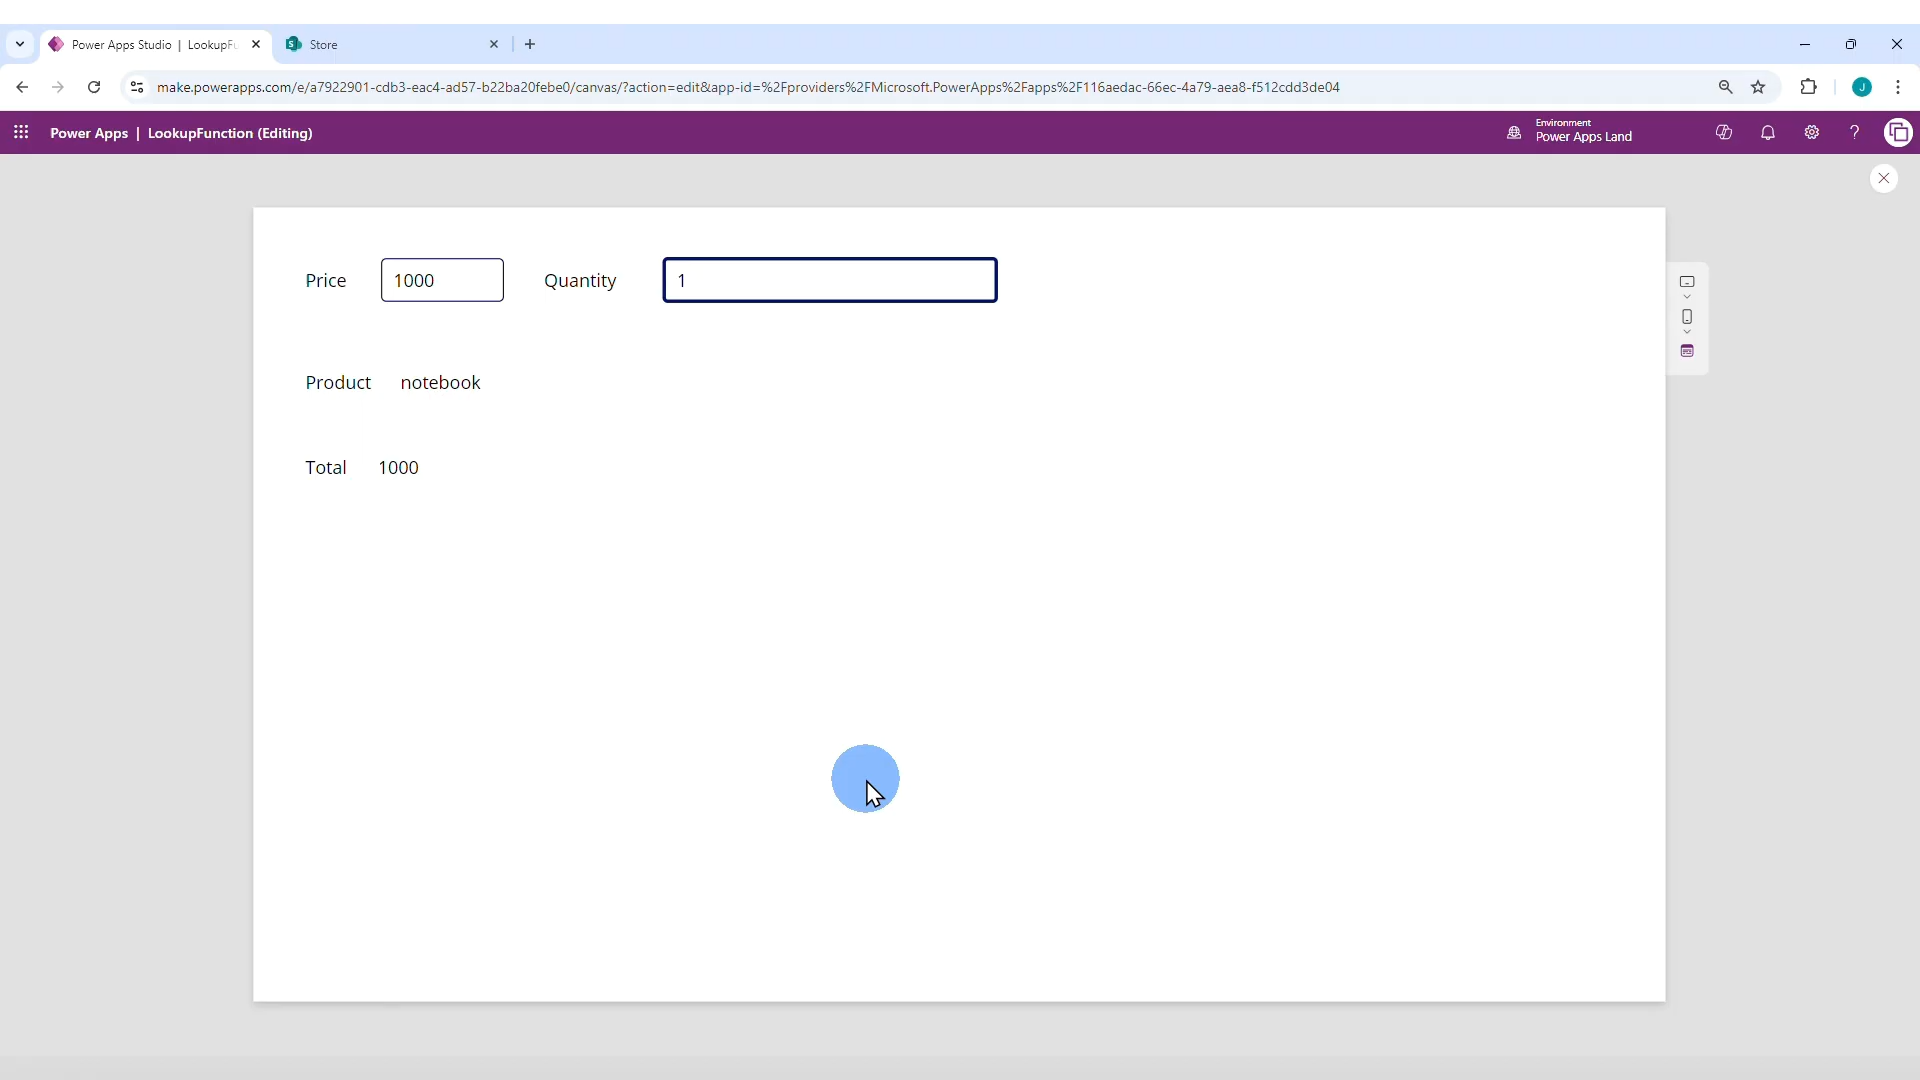 Power Apps Studio | LookupFu
Store
make.powerapps.com/e/a7922901-cdb3-eac4-ad57-b22ba20febe0/canvas/?action=edit&app-id=%2Fproviders%2FMicrosoft.PowerApps%2Fapps%2F116aedac-66ec-4a79-aea8-f512cdd3de04
J
Power Apps | LookupFunction (Editing)
Environment
Power Apps Land
Price 1000 Quantity 1
Product notebook
Total 1000